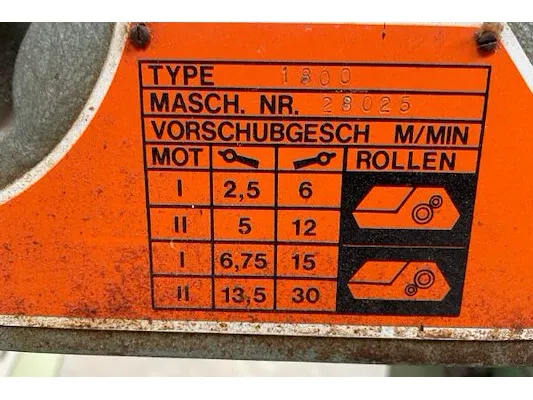 TYPE 1800
MASCH. NR. 28025
VORSCHUBGESCH M/MIN
MOT ROLLEN
I 2,5 6
II 5 12
I 6,75 15
II 13,5 30